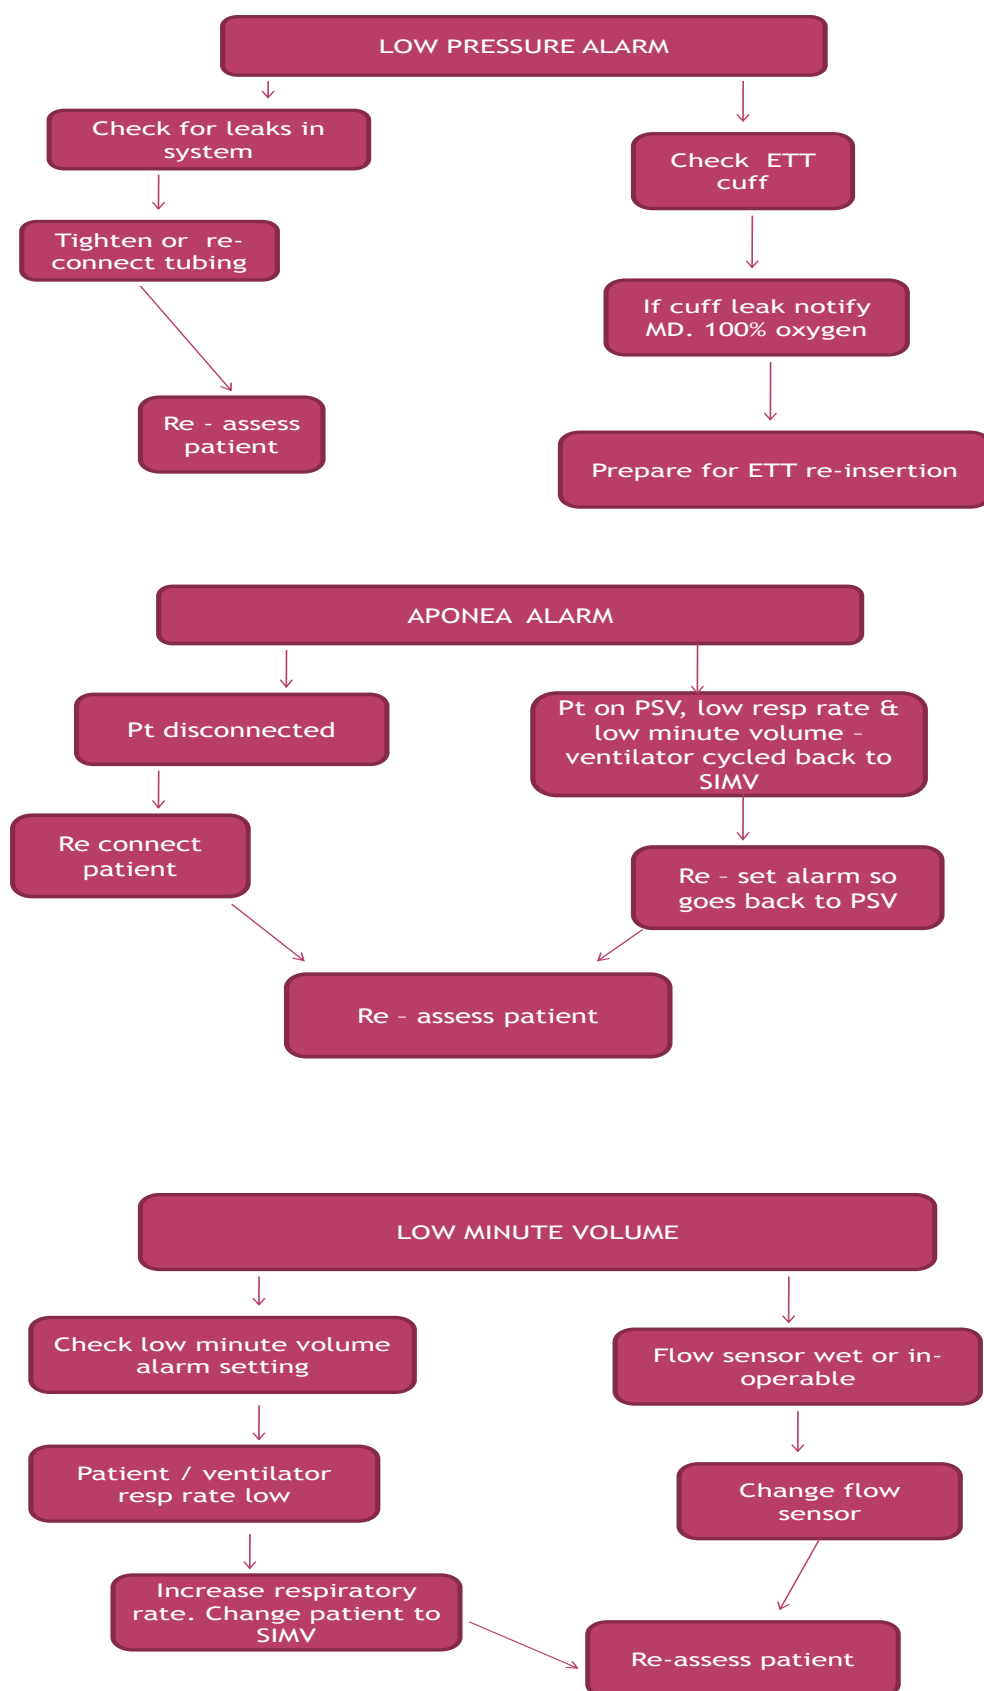 LOW PRESSURE ALARM
Check for leaks in
system
Tighten or re-
connect tubing
Re - assess
patient
Check ETT
cuff
If cuff leak notify
MD. 100% oxygen
Prepare for ETT re-insertion
APONEA ALARM
Pt disconnected
Re connect
patient
Pt on PSV, low resp rate &
low minute volume -
ventilator cycled back to
SIMV
Re - set alarm so
goes back to PSV
Re - assess patient
LOW MINUTE VOLUME
Check low minute volume
alarm setting
Patient / ventilator
resp rate low
Increase respiratory
rate. Change patient to
SIMV
Flow sensor wet or in-
operable
Change flow
sensor
Re-assess patient